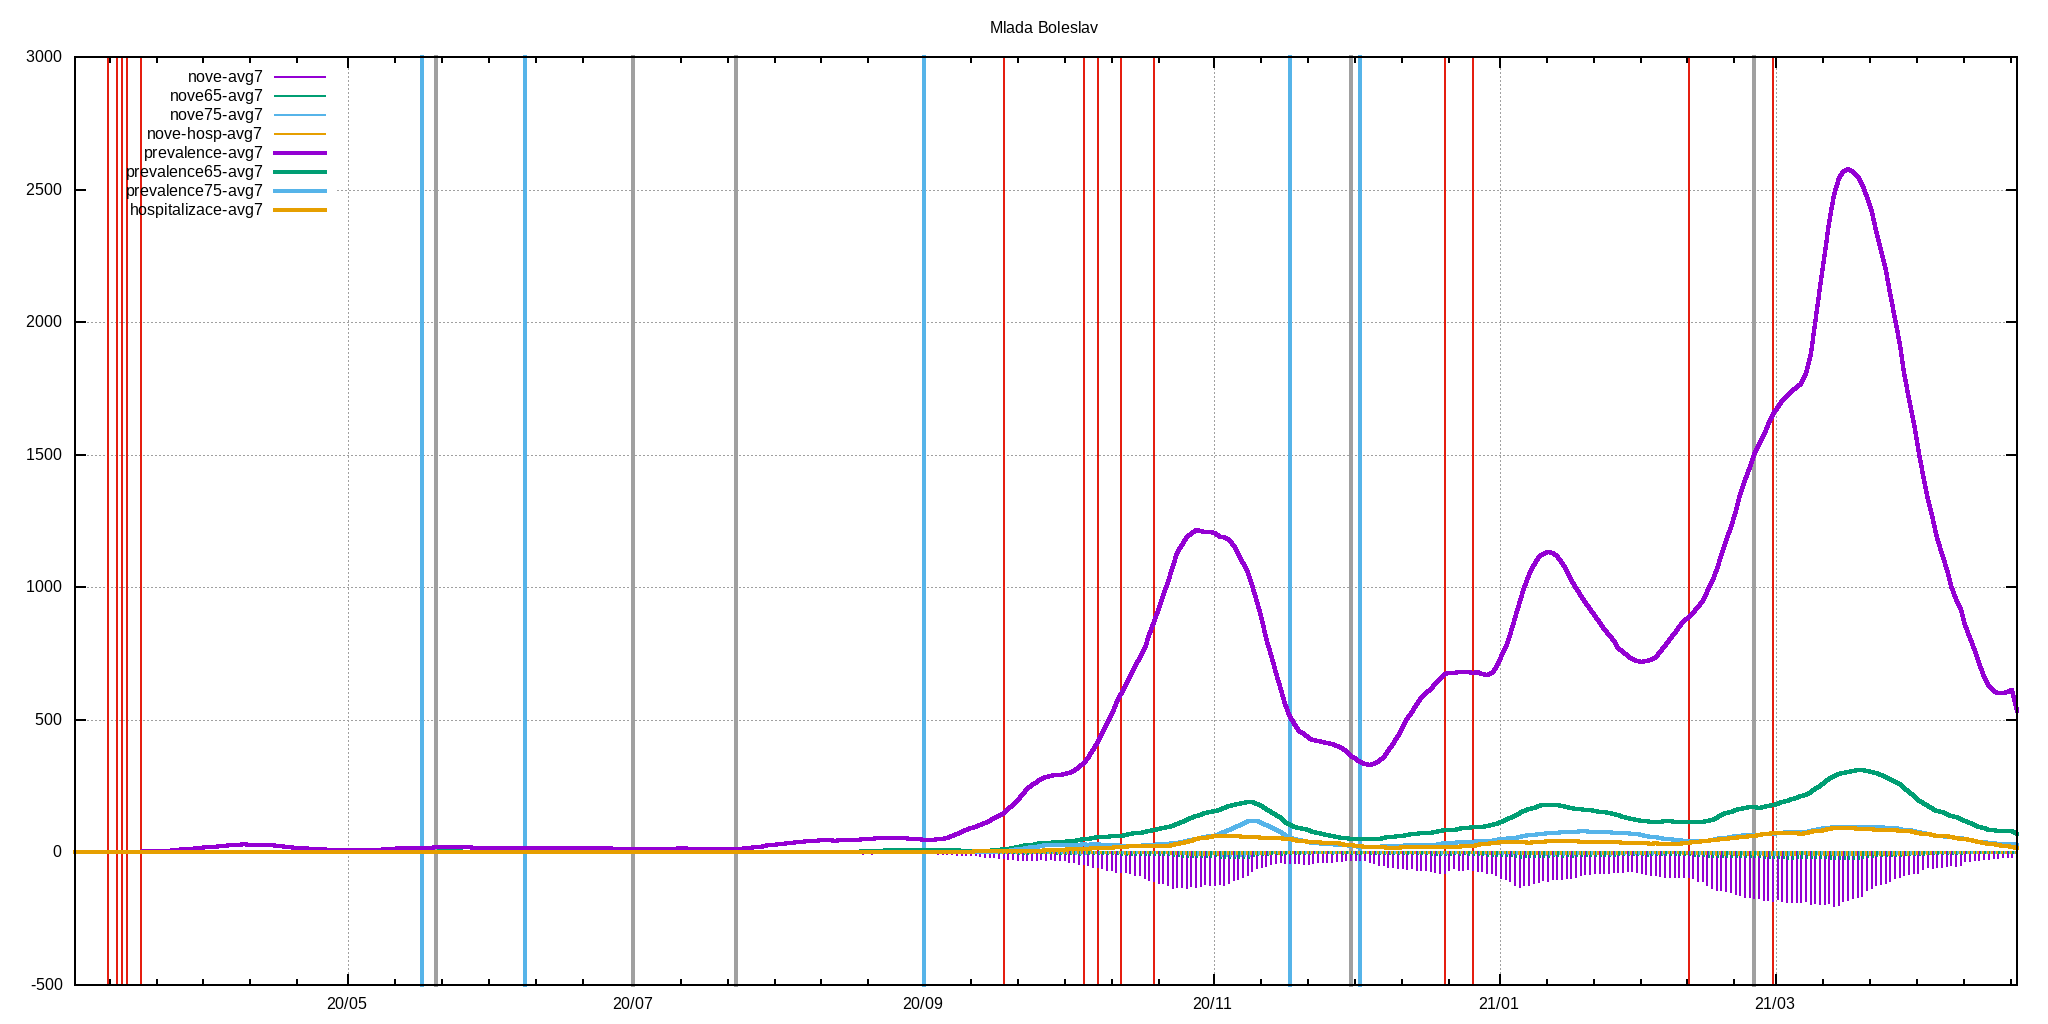 Mlada Boleslav
3000
nove-avg7
nove65-avg7
nove75-avg7
nove-hosp-avg7
prevalence-avg7
prevalence65-avg7
prevalence75-avg7
hospitalizace-avg7
2500
2000
1500
1000
500
0
-500
20/05 20/07 20/09 20/11 21/01 21/03